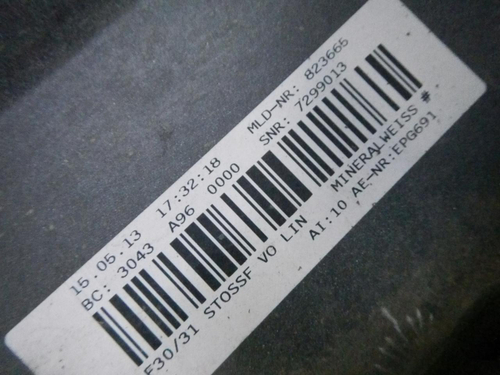 15.05.13 17:32:18 MLD-NR: 823665
BC: 3043 A96 0000 SNR: 7299013
F30/31 STOSSF VO LIN MINERALWEISS #
AI:10 AE-NR:EPG691